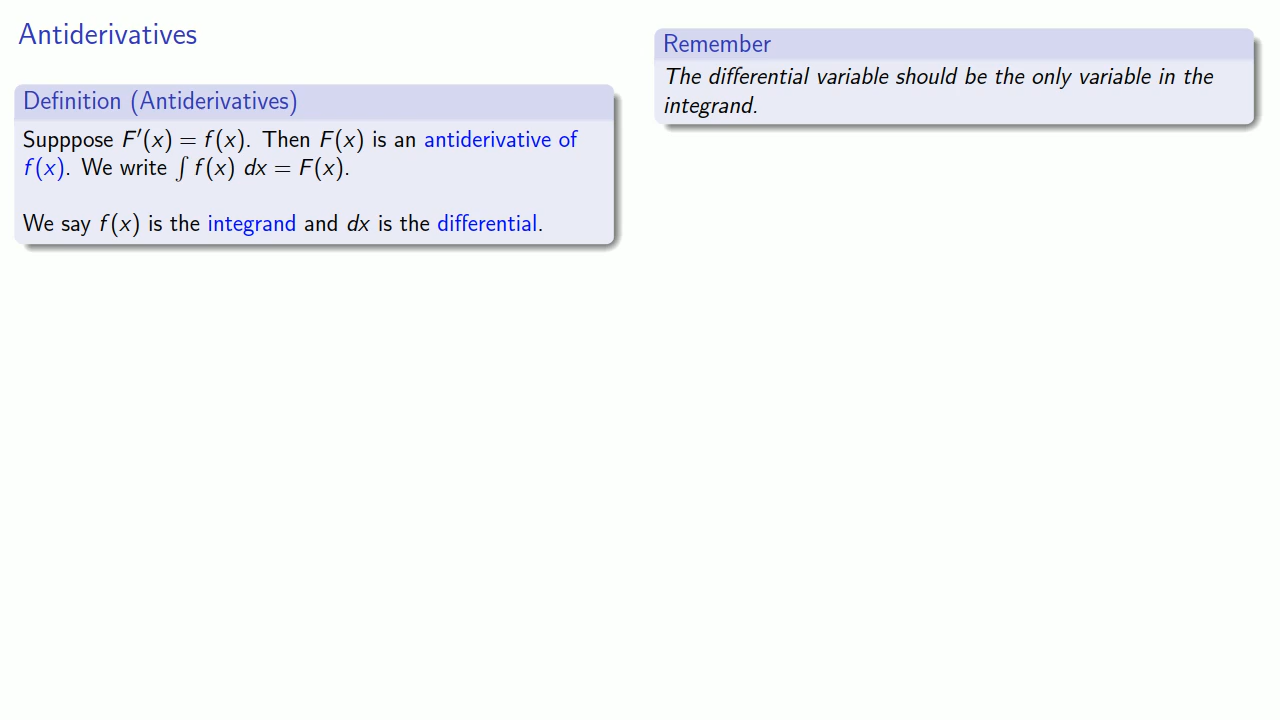 Antiderivatives
Definition (Antiderivatives)
Supppose F′(x) = f(x). Then F(x) is an antiderivative of
f(x). We write ∫ f(x) dx = F(x).
We say f(x) is the integrand and dx is the differential.
Remember
The differential variable should be the only variable in the
integrand.